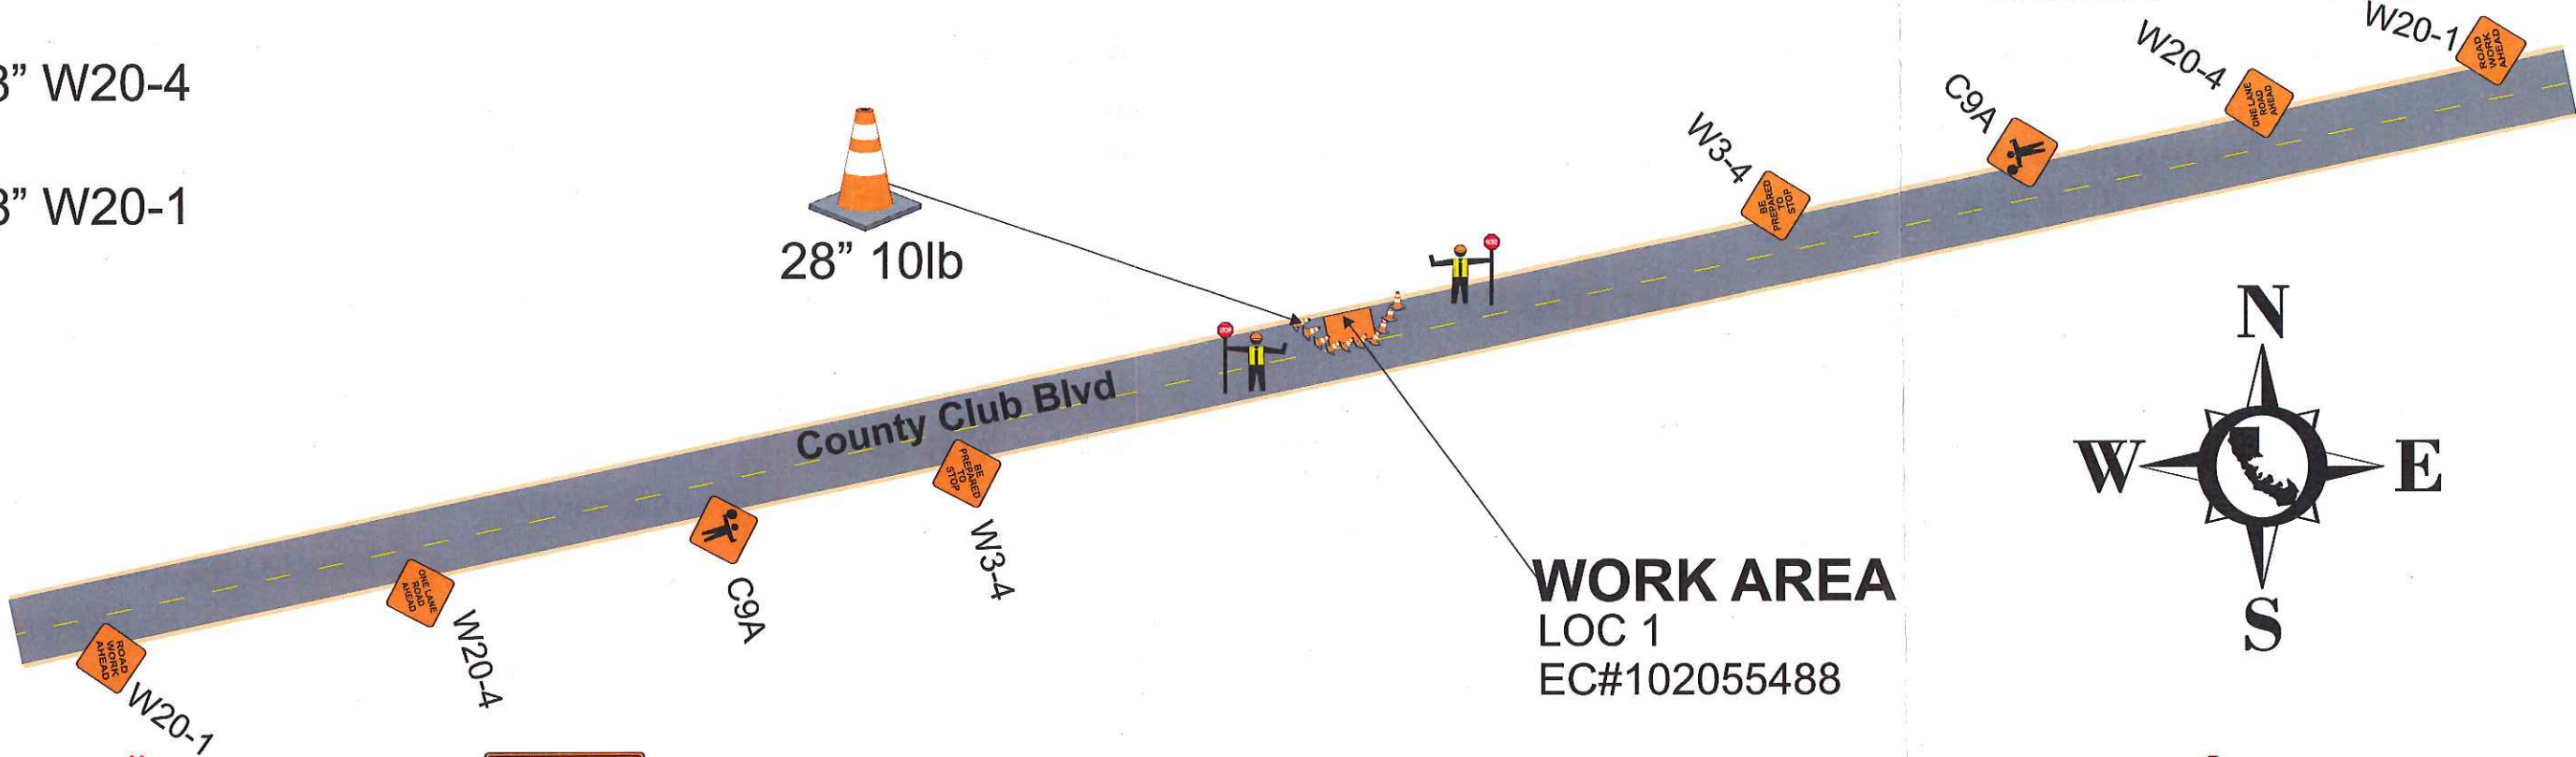 8” W20-4
8” W20-1
28” 10lb
W20-1
ROAD
WORK
AHEAD
W20-4
ONE LANE
ROAD
AHEAD
C9A
W3-4
BE
PREPARED
TO
STOP
STOP
County Club Blvd
BE
PREPARED
TO
STOP
W3-4
C9A
ONE LANE
ROAD
AHEAD
W20-4
ROAD
WORK
AHEAD
W20-1
WORK AREA
LOC 1
EC#102055488
N
W
E
S